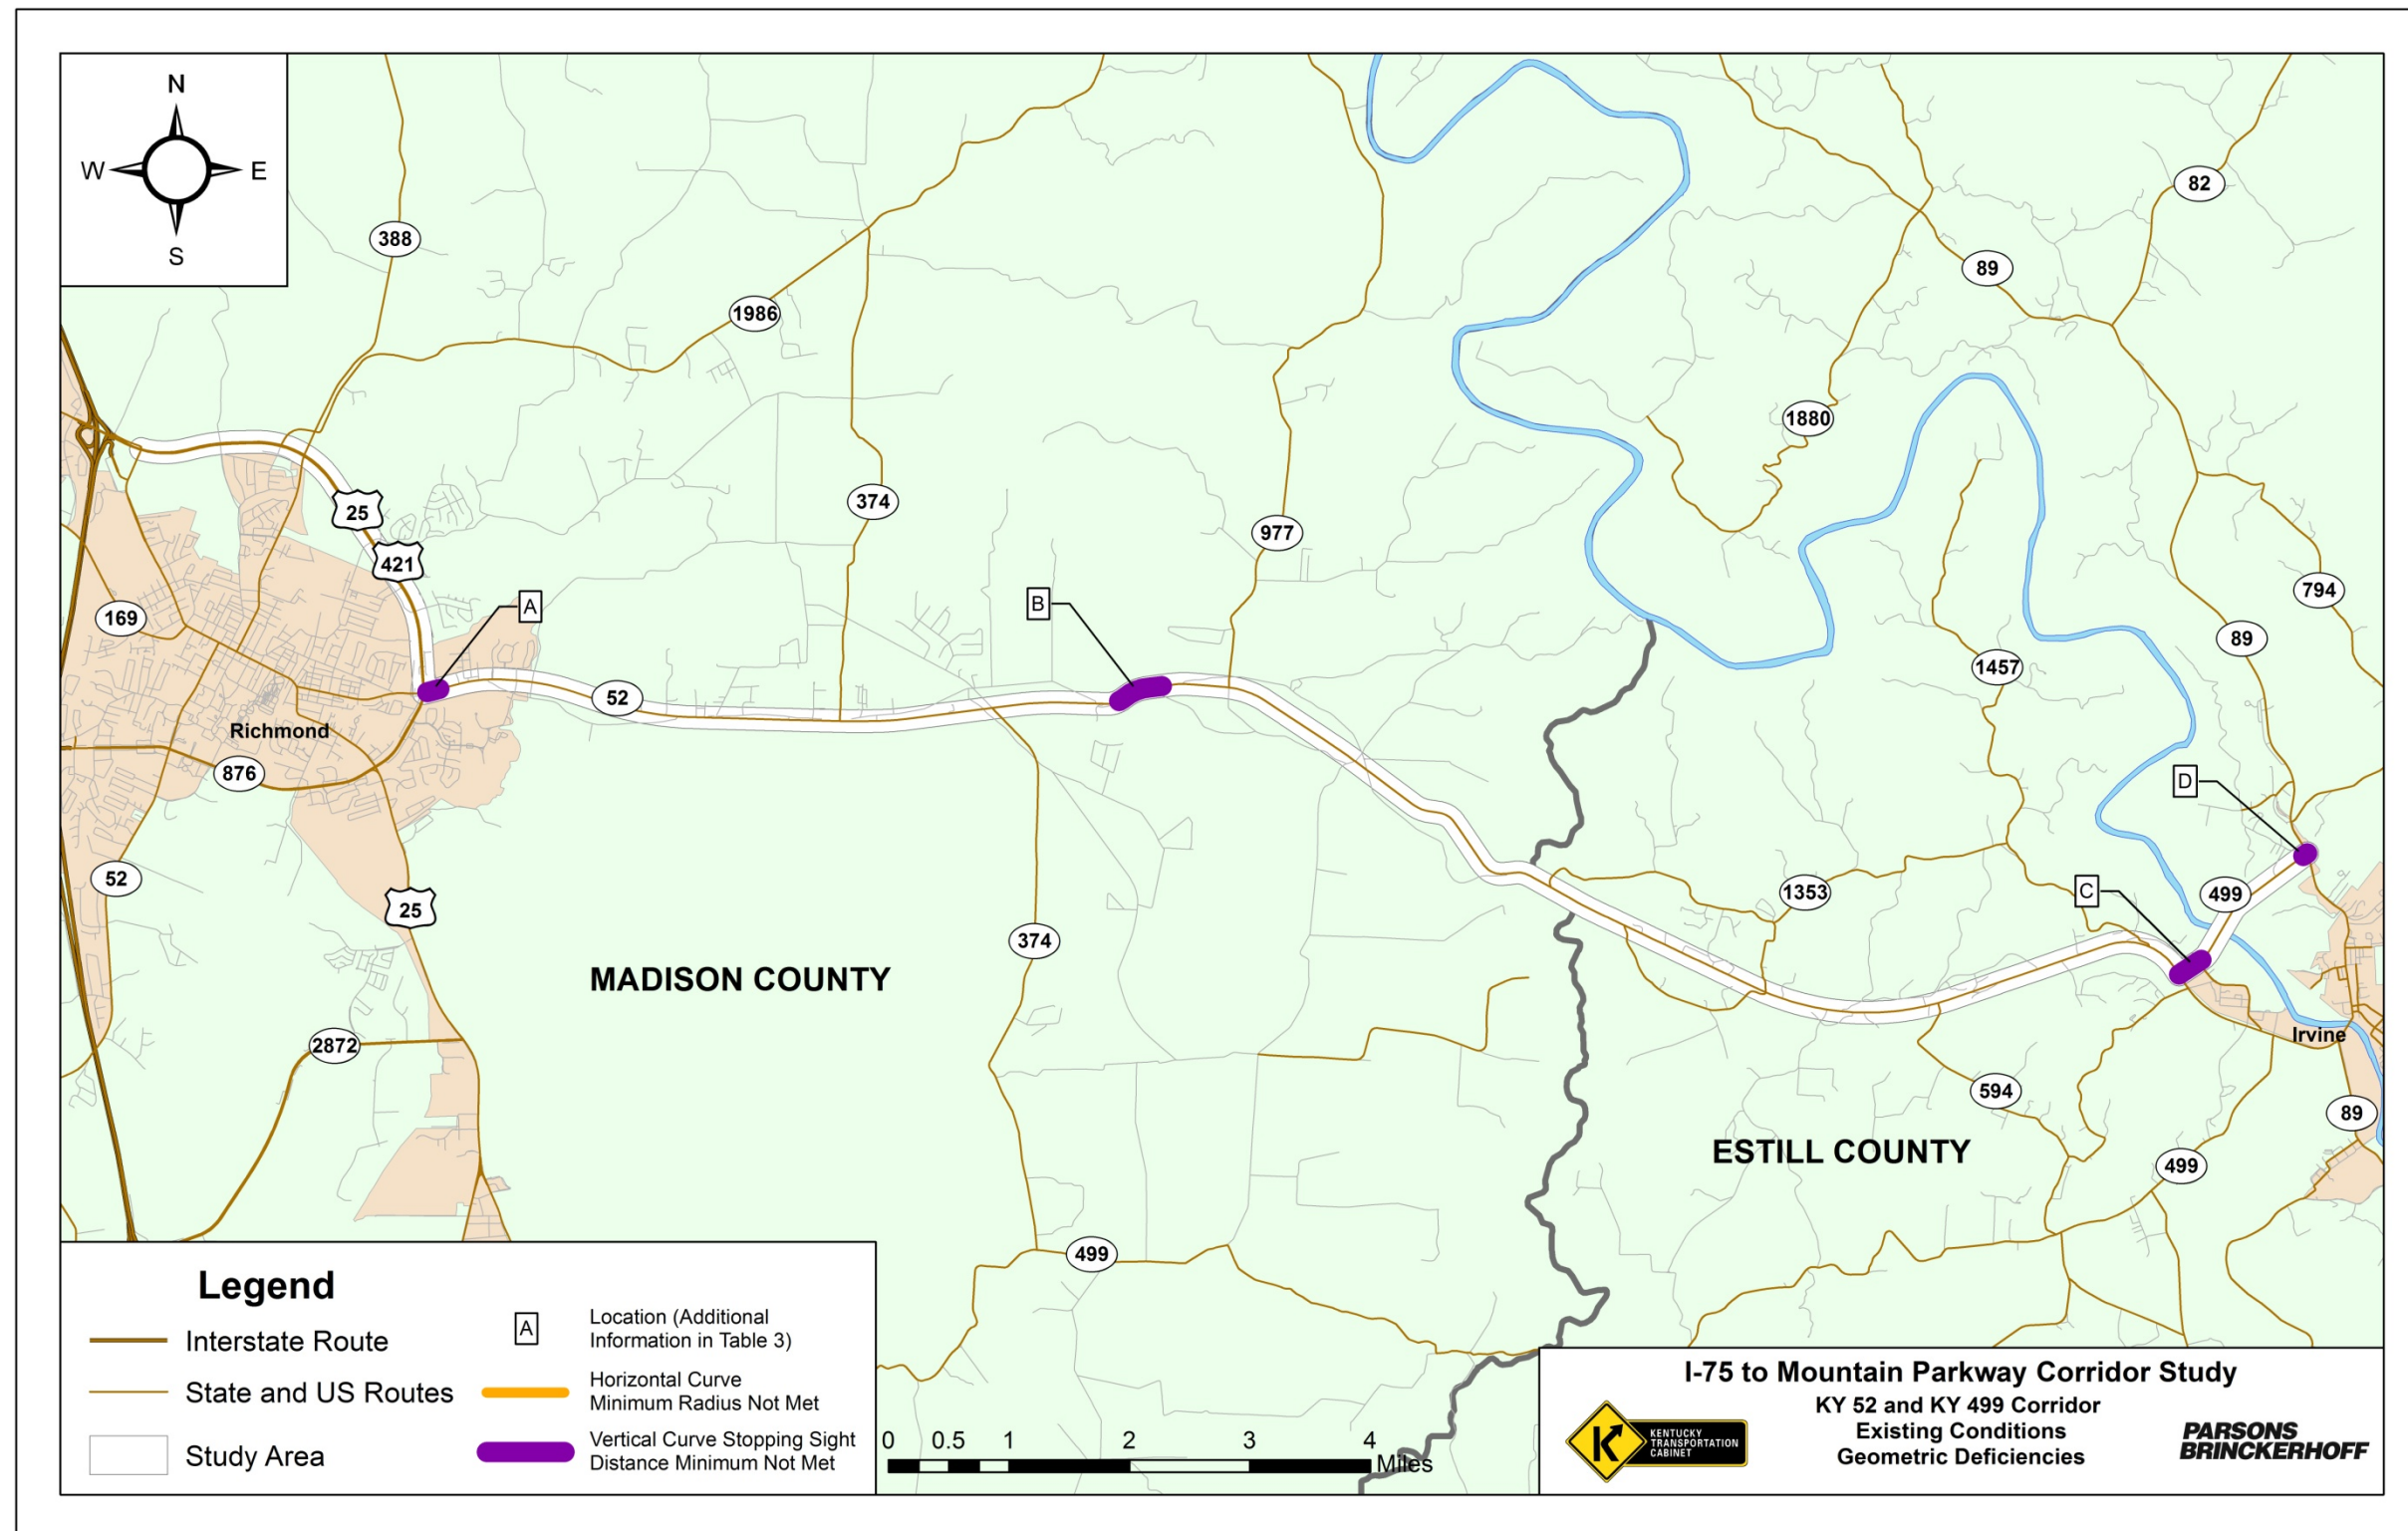 N
W
E
S
388
82
89
1986
1880
25
374
977
421
794
169
A
B
89
1457
52
Richmond
876
D
52
C
1353
499
25
374
MADISON COUNTY
2872
Irvine
594
89
ESTILL COUNTY
499
499
Legend
Interstate Route
State and US Routes
Study Area
A
Location (Additional
Information in Table 3)
Horizontal Curve
Minimum Radius Not Met
Vertical Curve Stopping Sight
Distance Minimum Not Met
0 0.5 1 2 3 4
Miles
I-75 to Mountain Parkway Corridor Study
KY 52 and KY 499 Corridor
Existing Conditions
Geometric Deficiencies
K
KENTUCKY
TRANSPORTATION
CABINET
PARSONS
BRINCKERHOFF